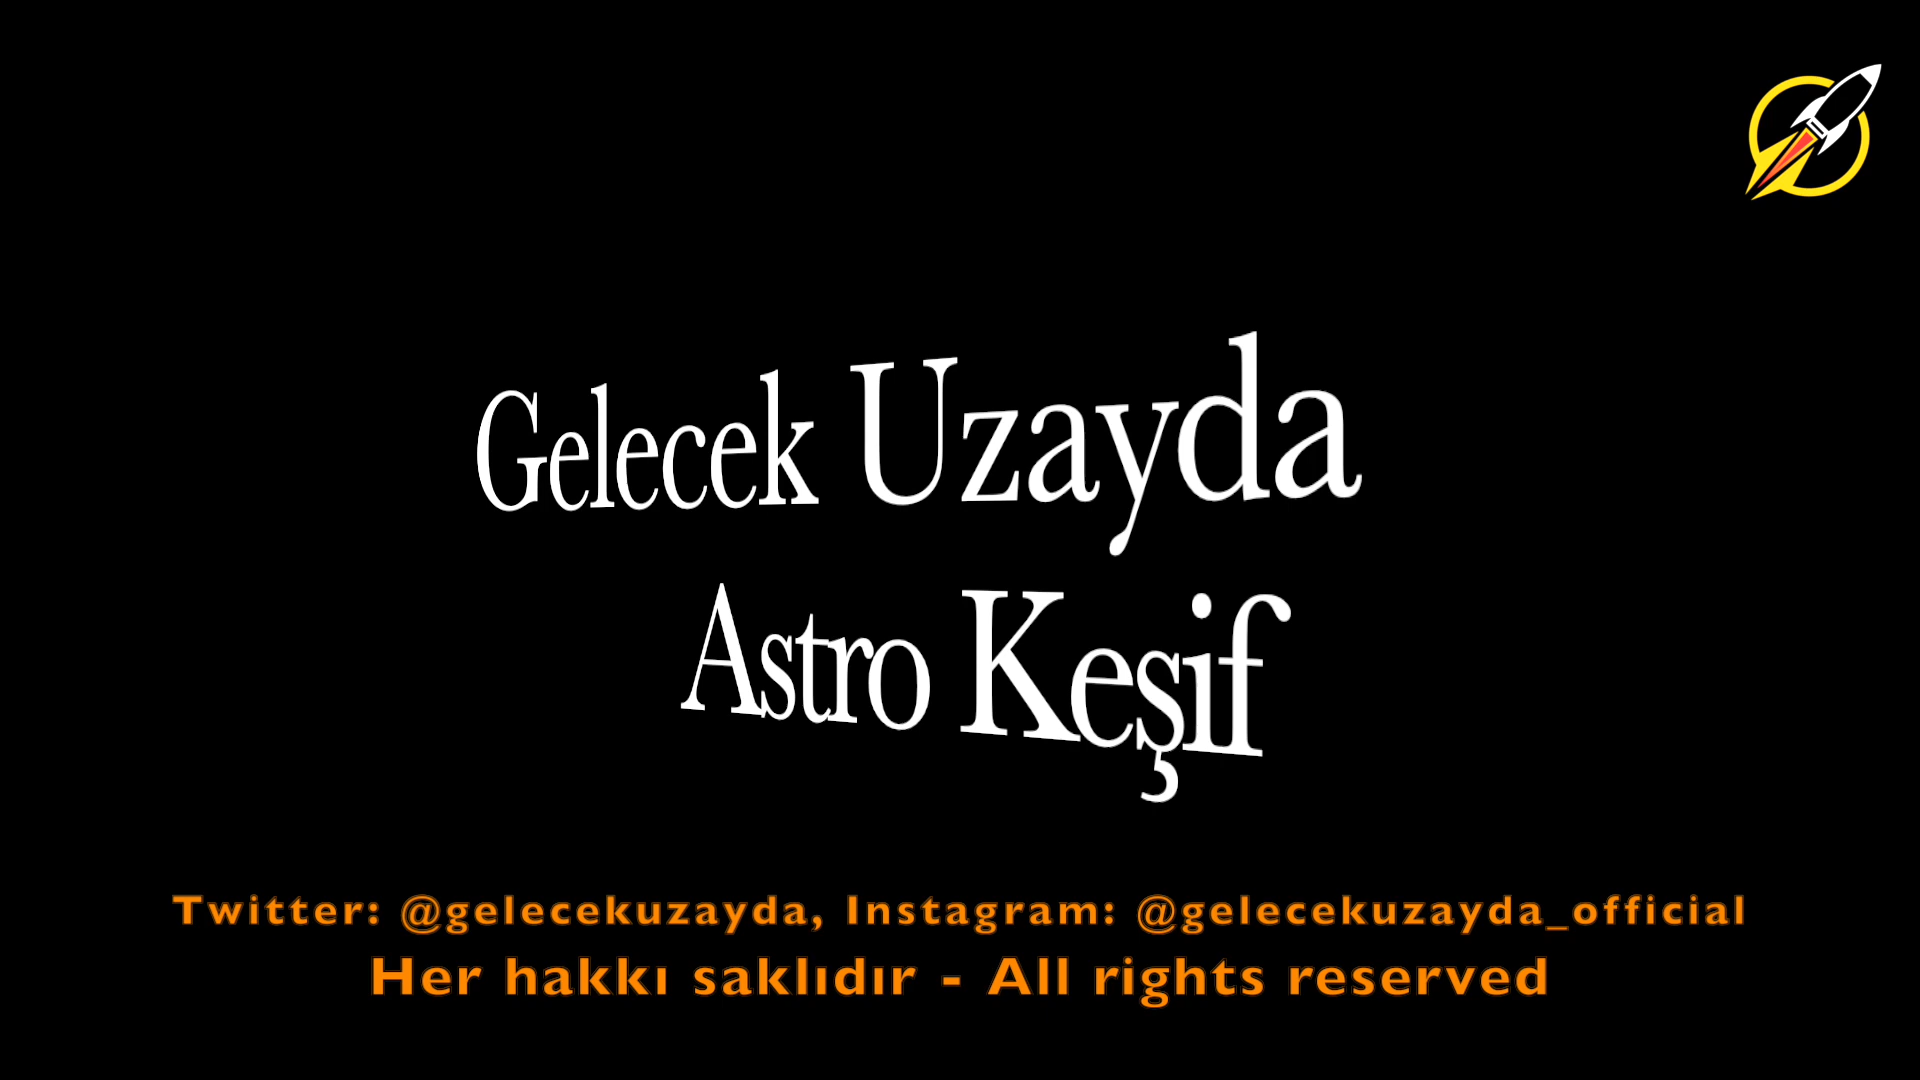 Gelecek Uzayda
Astro Keşif
Twitter: @gelecekuzayda, Instagram: @gelecekuzayda_official
Her hakkı saklıdır - All rights reserved